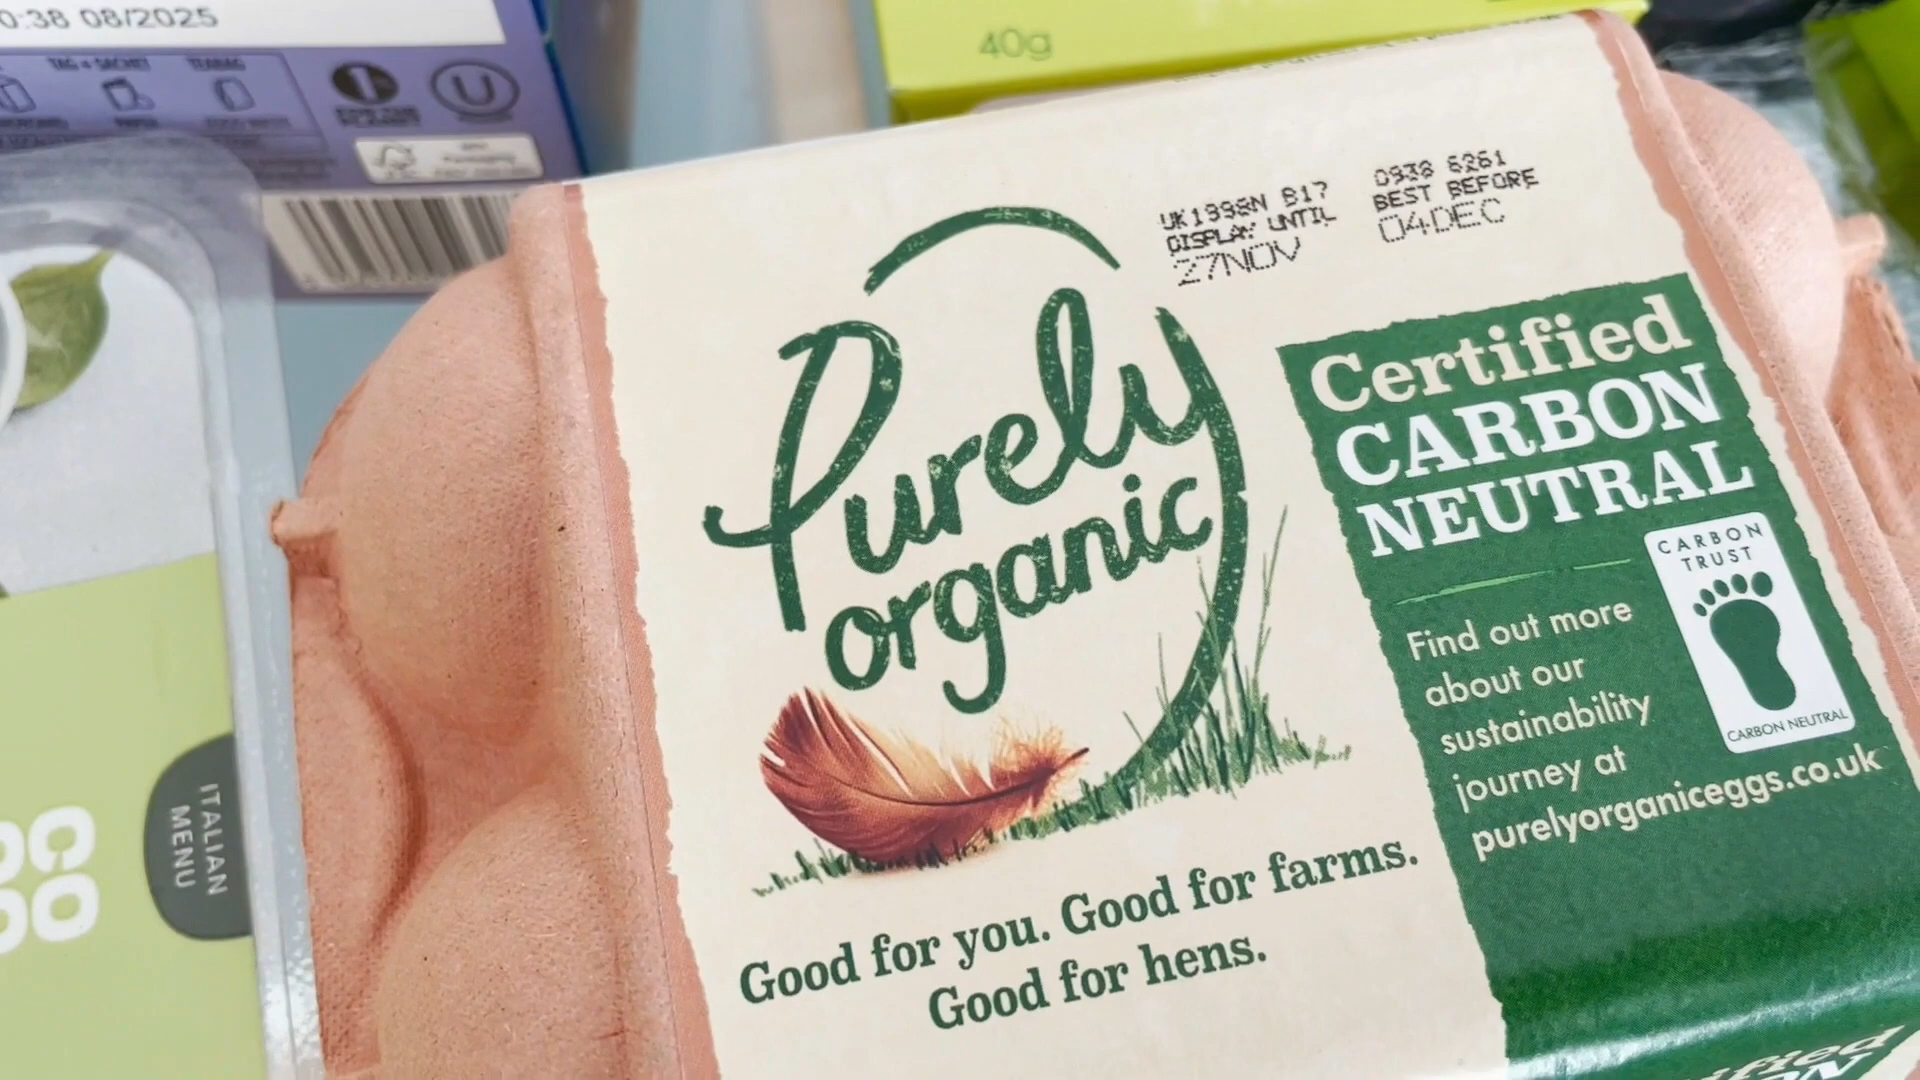 0:38 08/2025
TAG & SACHET
TEABAG
U
40g
UK1998N B17
DISPLAY UNTIL
27NOV
0938 6261
BEST BEFORE
04DEC
Purely
organic
Good for you. Good for farms.
Good for hens.
Certified
CARBON
NEUTRAL
CARBON
TRUST
CARBON NEUTRAL
Find out more
about our
sustainability
journey at
purelyorganiceggs.co.uk
ITALIAN
MENU
CO